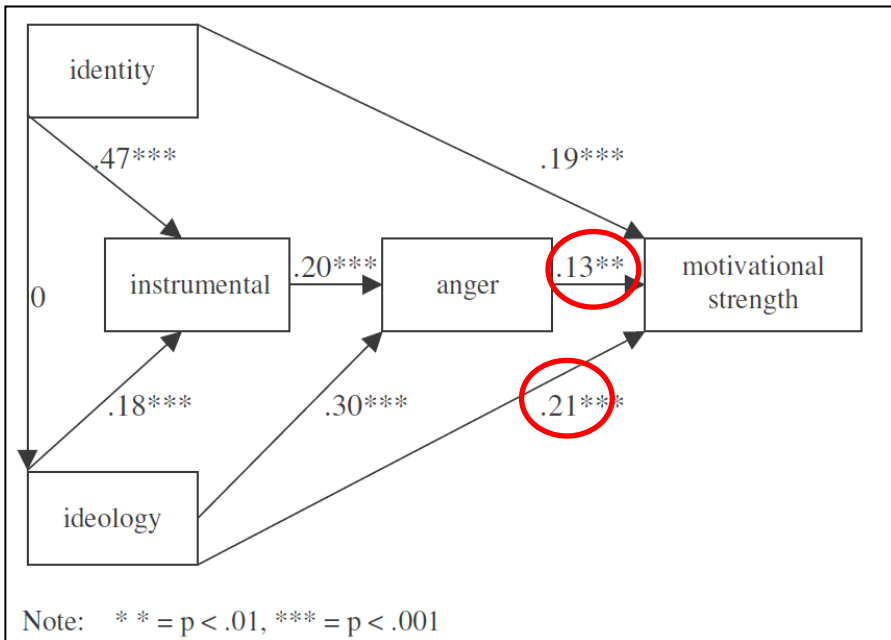 identity
.47***
.19***
instrumental
.20***
anger
.13**
motivational
strength
0
.18***
.30***
.21***
ideology
Note: * * = p < .01, *** = p < .001